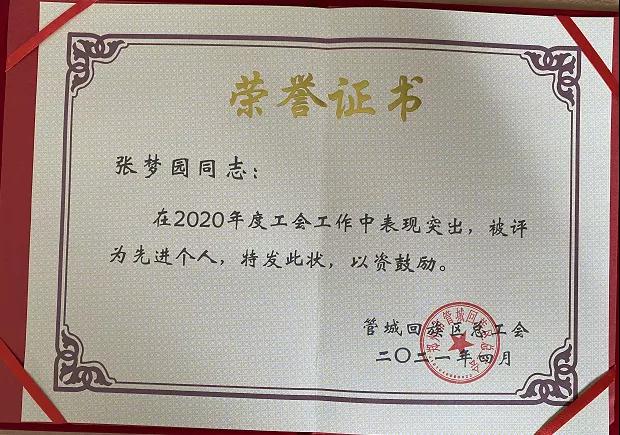 荣誉证书
张梦园同志：
在2020年度工会工作中表现突出，被评
为先进个人，特发此状，以资鼓励。
管城回族区总工会
二〇二一年四月